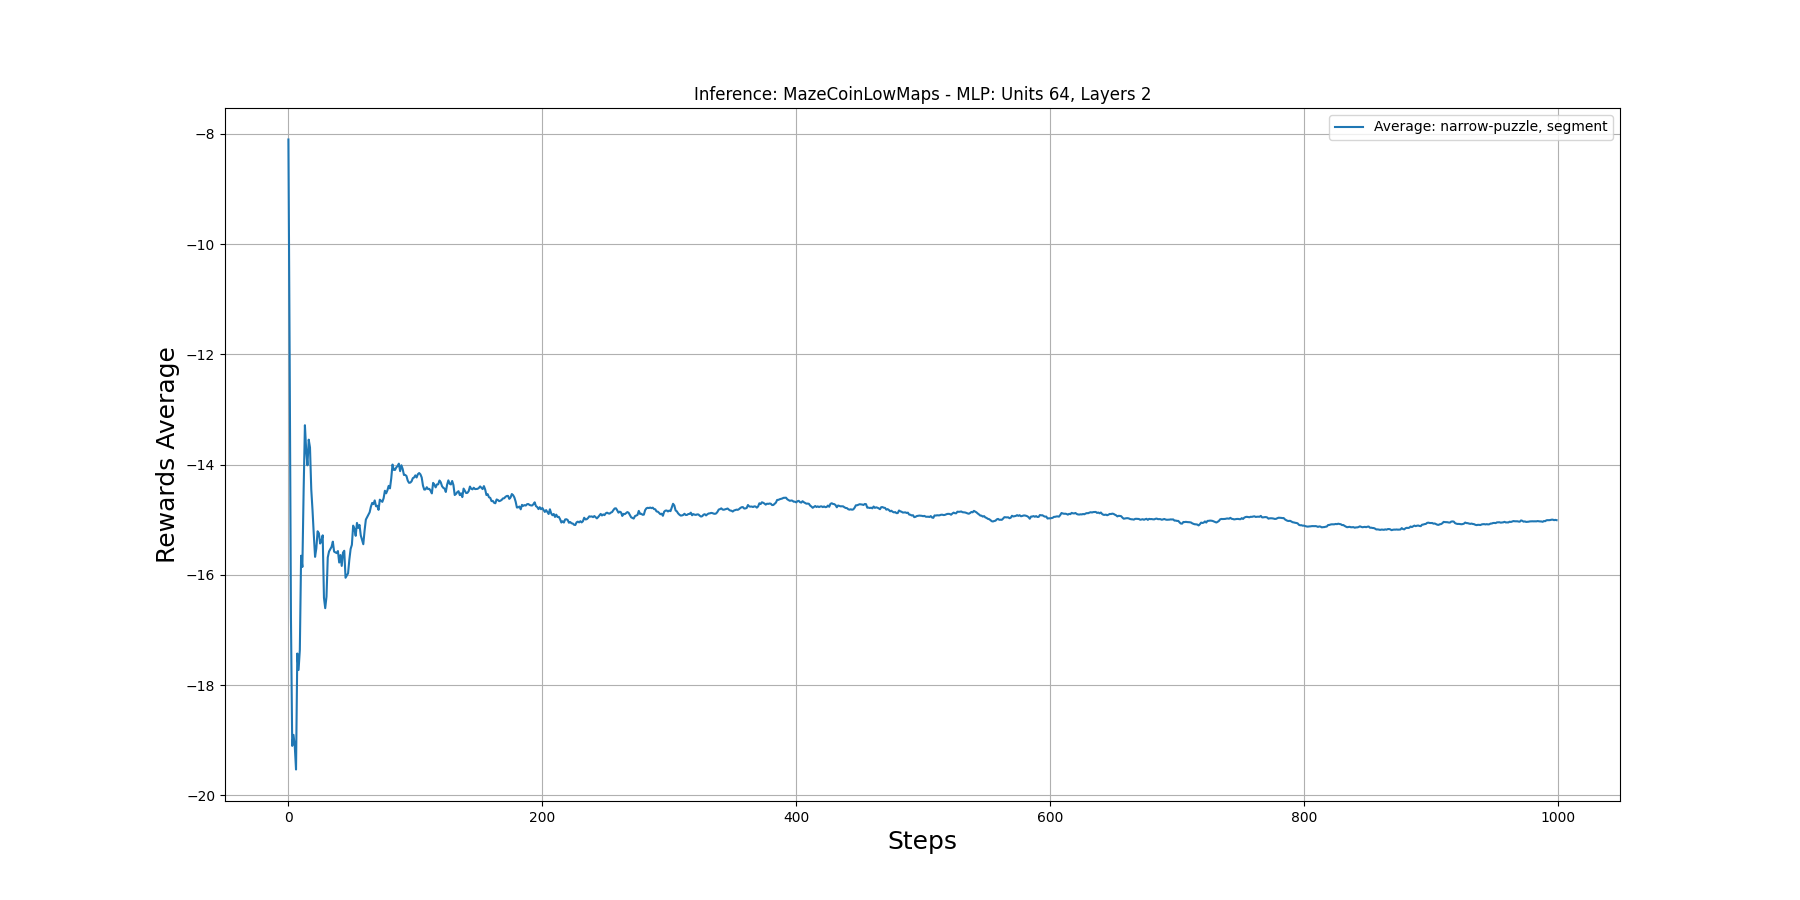 Inference: MazeCoinLowMaps - MLP: Units 64, Layers 2
Average: narrow-puzzle, segment
Rewards Average
−8
−10
−12
−14
−16
−18
−20
0 200 400 600 800 1000
Steps